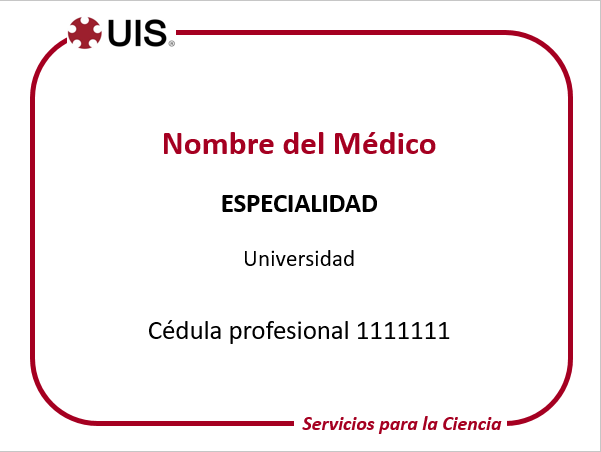 UIS®
Nombre del Médico
ESPECIALIDAD
Universidad
Cédula profesional 1111111
Servicios para la Ciencia